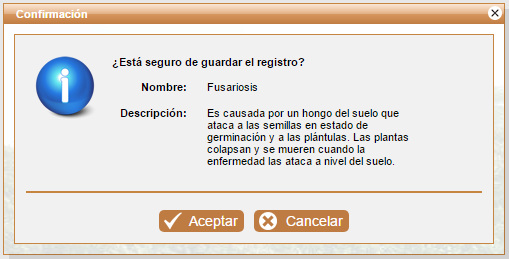 Confirmación
¿Está seguro de guardar el registro?
Nombre: Fusariosis
Descripción: Es causada por un hongo del suelo que
ataca a las semillas en estado de
germinación y a las plántulas. Las plantas
colapsan y se mueren cuando la
enfermedad las ataca a nivel del suelo.
Aceptar Cancelar